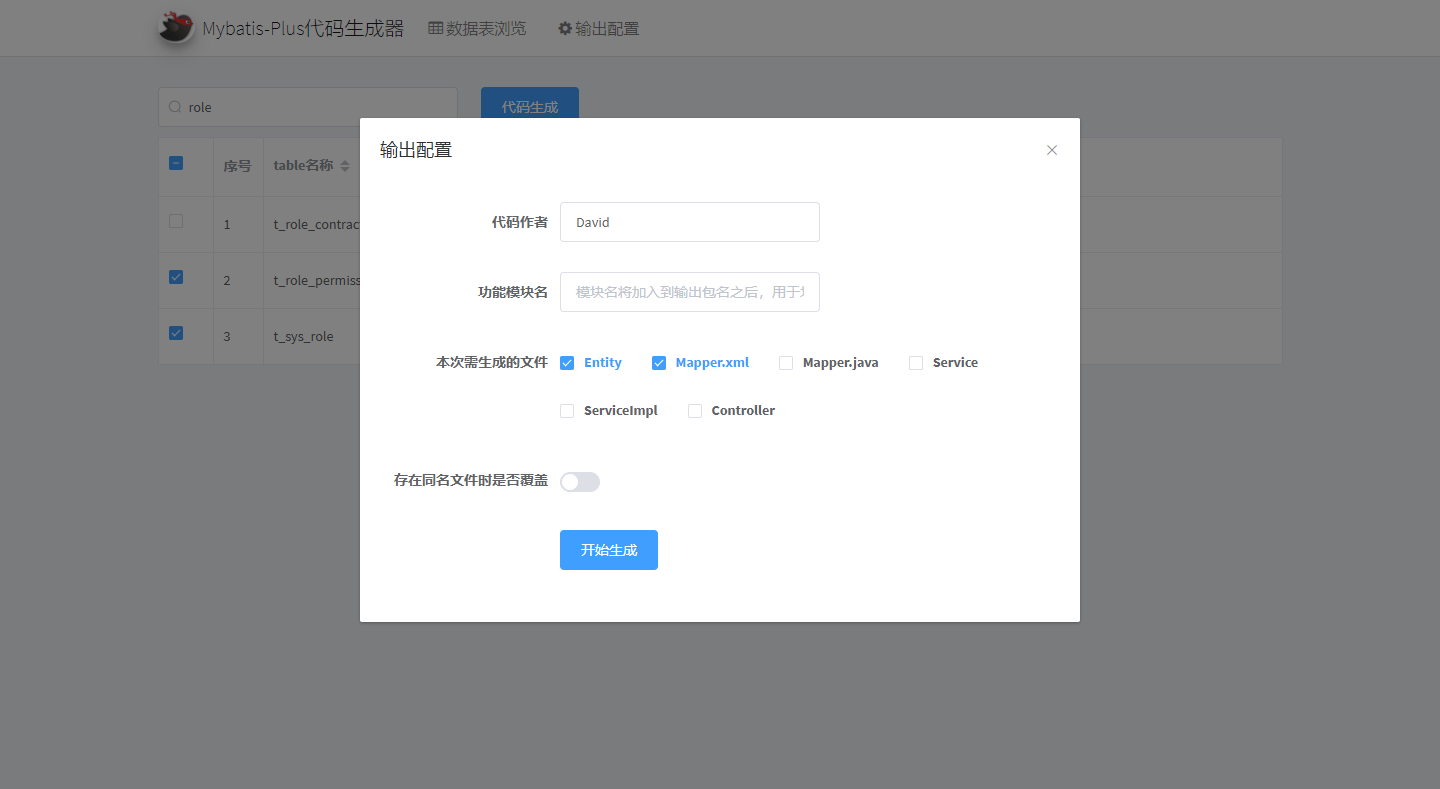 Mybatis-Plus代码生成器 数据表浏览 输出配置
role 代码生成
输出配置
序号 table名称
代码作者 David
1 t_role_contrac
2 t_role_permiss
功能模块名 模块名将加入到输出包名之后，用于
3 t_sys_role
本次需生成的文件 Entity Mapper.xml Mapper.java Service
ServiceImpl Controller
存在同名文件时是否覆盖
开始生成